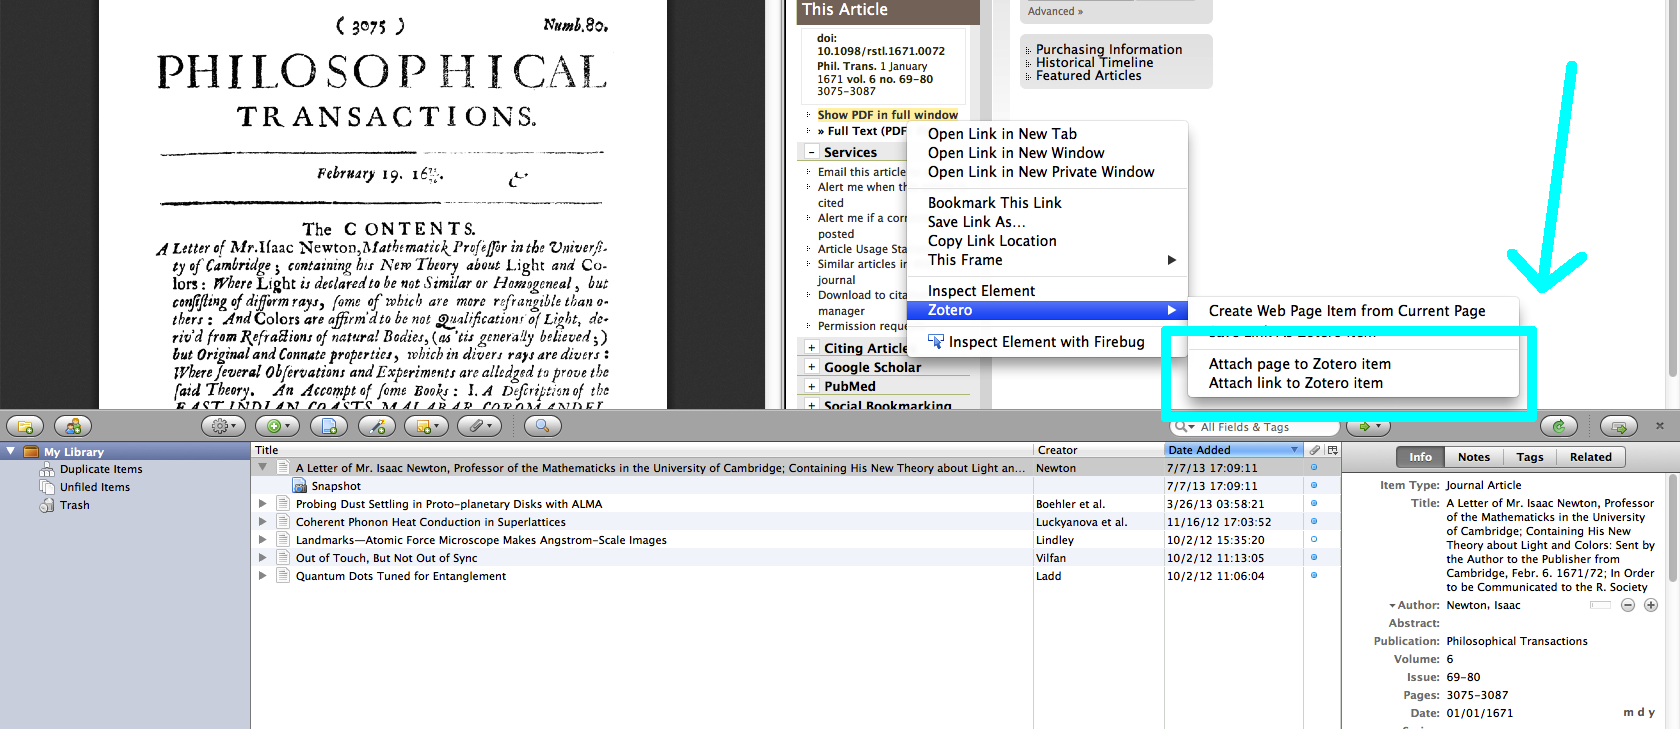 ( 3075 )
Numb.80.
PHILOSOPHICAL
TRANSACTIONS.
February 19. 167½.
The CONTENTS.
A Letter of Mr. Isaac Newton, Mathematick Professor in the Universi-
ty of Cambridge; containing his New Theory about Light and Co-
lors: Where Light is declared to be not Similar or Homogeneal, but
consisting of difform rays, some of which are more refrangible than o-
thers: And Colors are affirm'd to be not Qualifications of Light, de-
riv'd from Refractions of natural Bodies, (as 'tis generally believed;)
but Original and Connate properties, which in divers rays are divers:
Where several Observations and Experiments are alledged to prove the
said Theory. An Accompt of some Books: I. A Description of the
EAST-INDIAN COASTS MALABAR COROMANDEL
This Article
doi:
10.1098/rstl.1671.0072
Phil. Trans. 1 January
1671 vol. 6 no. 69-80
3075-3087
Show PDF in full window
» Full Text (PDF
− Services
Email this article
Alert me when th
cited
Alert me if a corr
posted
Article Usage Sta
Similar articles in
journal
Download to cita
manager
Permission reque
+ Citing Article
+ Google Scholar
+ PubMed
+ Social Bookmarking
Advanced »
Purchasing Information
Historical Timeline
Featured Articles
Open Link in New Tab
Open Link in New Window
Open Link in New Private Window
Bookmark This Link
Save Link As...
Copy Link Location
This Frame
Inspect Element
Zotero
Inspect Element with Firebug
Create Web Page Item from Current Page
Save Link As Zotero Item
Attach page to Zotero item
Attach link to Zotero item
All Fields & Tags
My Library
Duplicate Items
Unfiled Items
Trash
Title Creator Date Added
A Letter of Mr. Isaac Newton, Professor of the Mathematicks in the University of Cambridge; Containing His New Theory about Light an... Newton 7/7/13 17:09:11
Snapshot 7/7/13 17:09:11
Probing Dust Settling in Proto-planetary Disks with ALMA Boehler et al. 3/26/13 03:58:21
Coherent Phonon Heat Conduction in Superlattices Luckyanova et al. 11/16/12 17:03:52
Landmarks—Atomic Force Microscope Makes Angstrom-Scale Images Lindley 10/2/12 15:35:20
Out of Touch, But Not Out of Sync Vilfan 10/2/12 11:13:05
Quantum Dots Tuned for Entanglement Ladd 10/2/12 11:06:04
Info Notes Tags Related
Item Type: Journal Article
Title: A Letter of Mr. Isaac Newton, Professor
of the Mathematicks in the University
of Cambridge; Containing His New
Theory about Light and Colors: Sent by
the Author to the Publisher from
Cambridge, Febr. 6. 1671/72; In Order
to be Communicated to the R. Society
Author: Newton, Isaac
Abstract:
Publication: Philosophical Transactions
Volume: 6
Issue: 69-80
Pages: 3075-3087
Date: 01/01/1671 m d y